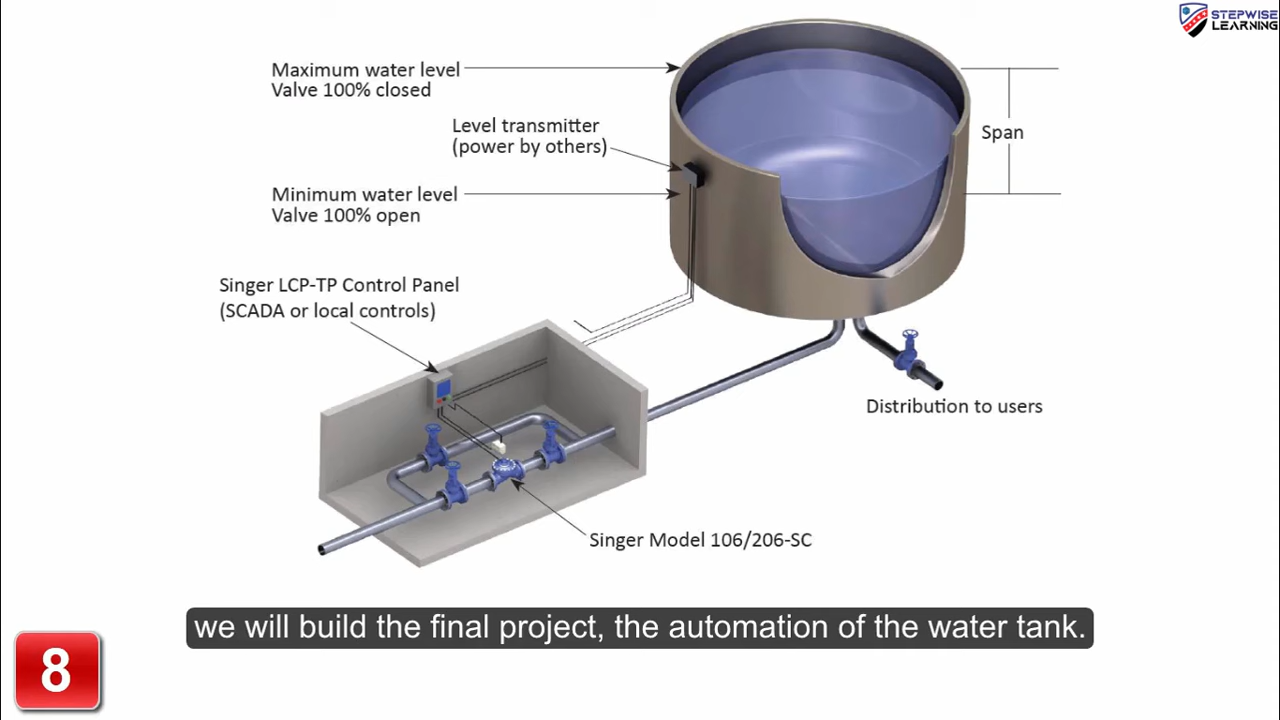 STEPWISE
LEARNING
Maximum water level
Valve 100% closed
Level transmitter
(power by others)
Span
Minimum water level
Valve 100% open
Singer LCP-TP Control Panel
(SCADA or local controls)
Distribution to users
Singer Model 106/206-SC
we will build the final project, the automation of the water tank.
8